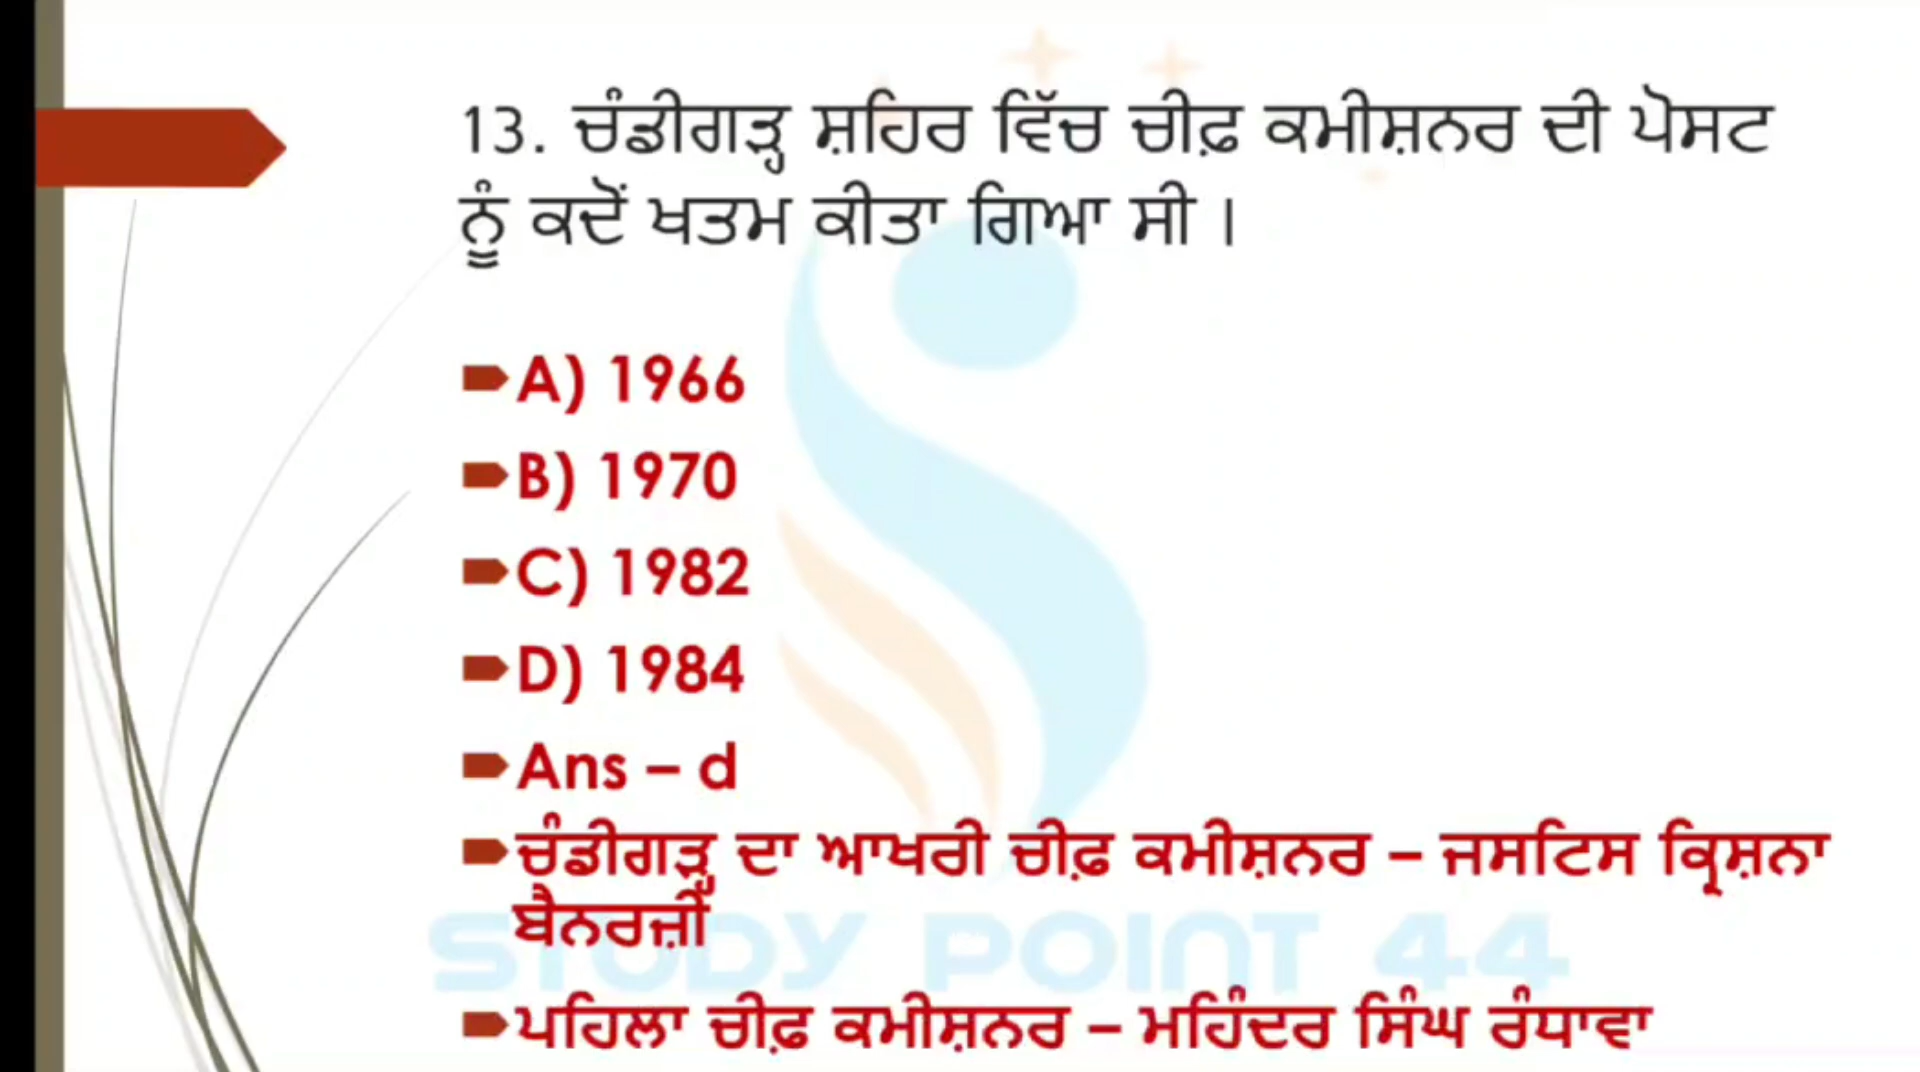 13. ਚੰਡੀਗੜ੍ਹ ਸ਼ਹਿਰ ਵਿੱਚ ਚੀਫ਼ ਕਮੀਸ਼ਨਰ ਦੀ ਪੋਸਟ
ਨੂੰ ਕਦੋਂ ਖਤਮ ਕੀਤਾ ਗਿਆ ਸੀ ।
A) 1966
B) 1970
C) 1982
D) 1984
Ans – d
ਚੰਡੀਗੜ੍ਹ ਦਾ ਆਖਰੀ ਚੀਫ਼ ਕਮੀਸ਼ਨਰ – ਜਸਟਿਸ ਕ੍ਰਿਸ਼ਨਾ
ਬੈਨਰਜ਼ੀ
STUDY POINT 44
ਪਹਿਲਾ ਚੀਫ਼ ਕਮੀਸ਼ਨਰ – ਮਹਿੰਦਰ ਸਿੰਘ ਰੰਧਾਵਾ